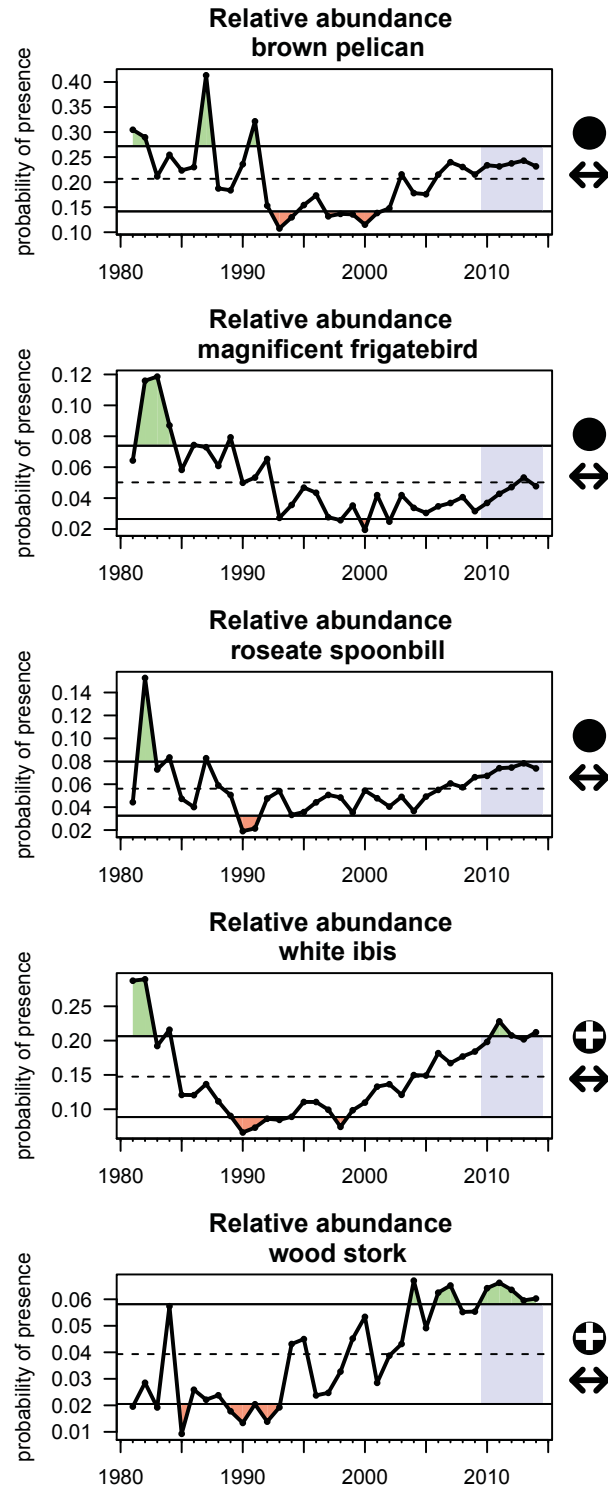 Relative abundance
brown pelican
probability of presence
0.40
0.35
0.30
0.25
0.20
0.15
0.10
1980 1990 2000 2010
Relative abundance
magnificent frigatebird
probability of presence
0.12
0.10
0.08
0.06
0.04
0.02
1980 1990 2000 2010
Relative abundance
roseate spoonbill
probability of presence
0.14
0.12
0.10
0.08
0.06
0.04
0.02
1980 1990 2000 2010
Relative abundance
white ibis
probability of presence
0.25
0.20
0.15
0.10
1980 1990 2000 2010
Relative abundance
wood stork
probability of presence
0.06
0.05
0.04
0.03
0.02
0.01
1980 1990 2000 2010